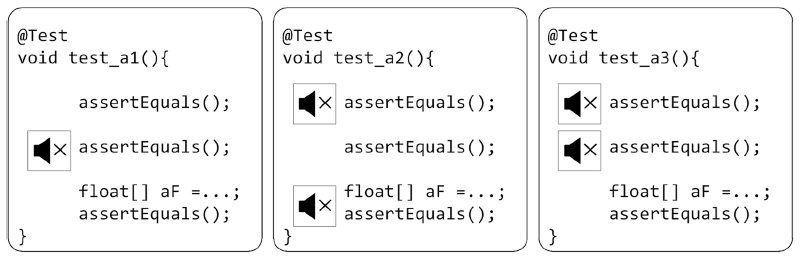 @Test
void test_a1(){
assertEquals();
assertEquals();
float[] aF =...;
assertEquals();
}
@Test
void test_a2(){
assertEquals();
assertEquals();
float[] aF =...;
assertEquals();
}
@Test
void test_a3(){
assertEquals();
assertEquals();
float[] aF =...;
assertEquals();
}